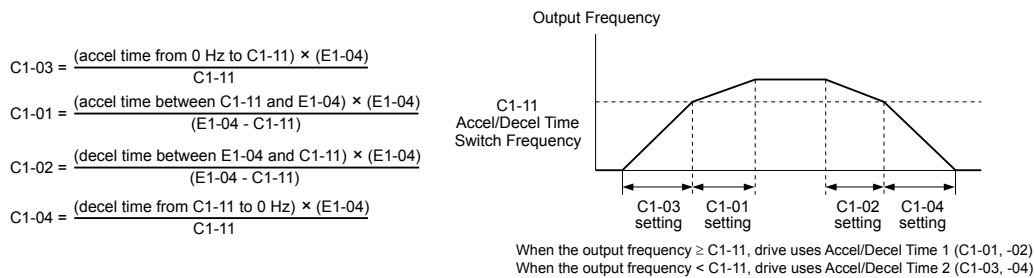 C1-03 = (accel time from 0 Hz to C1-11) × (E1-04)
C1-11
C1-01 = (accel time between C1-11 and E1-04) × (E1-04)
(E1-04 - C1-11)
C1-02 = (decel time between E1-04 and C1-11) × (E1-04)
(E1-04 - C1-11)
C1-04 = (decel time from C1-11 to 0 Hz) × (E1-04)
C1-11
Output Frequency
C1-11
Accel/Decel Time
Switch Frequency
C1-03 setting
C1-01 setting
C1-02 setting
C1-04 setting
When the output frequency ≥ C1-11, drive uses Accel/Decel Time 1 (C1-01, -02)
When the output frequency < C1-11, drive uses Accel/Decel Time 2 (C1-03, -04)